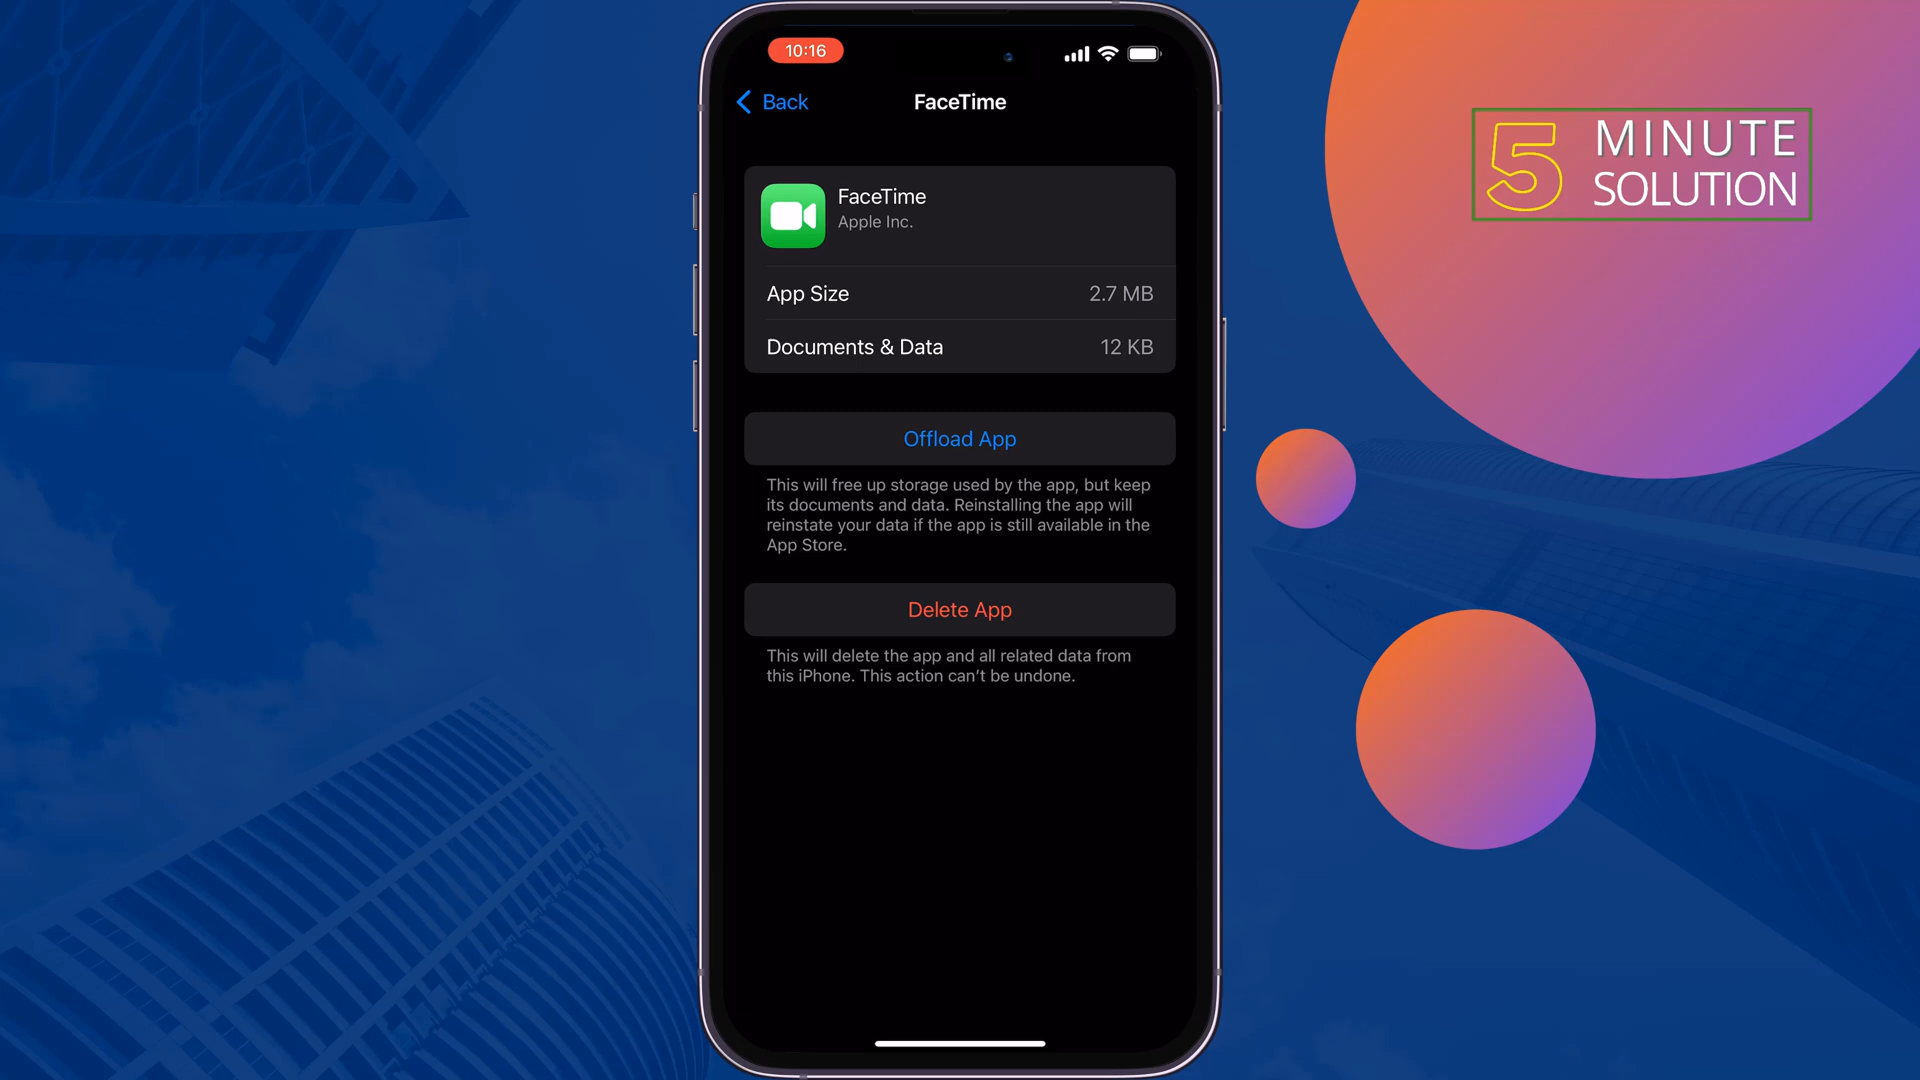 10:16
Back
FaceTime
5 MINUTE
SOLUTION
FaceTime
Apple Inc.
App Size 2.7 MB
Documents & Data 12 KB
Offload App
This will free up storage used by the app, but keep
its documents and data. Reinstalling the app will
reinstate your data if the app is still available in the
App Store.
Delete App
This will delete the app and all related data from
this iPhone. This action can’t be undone.